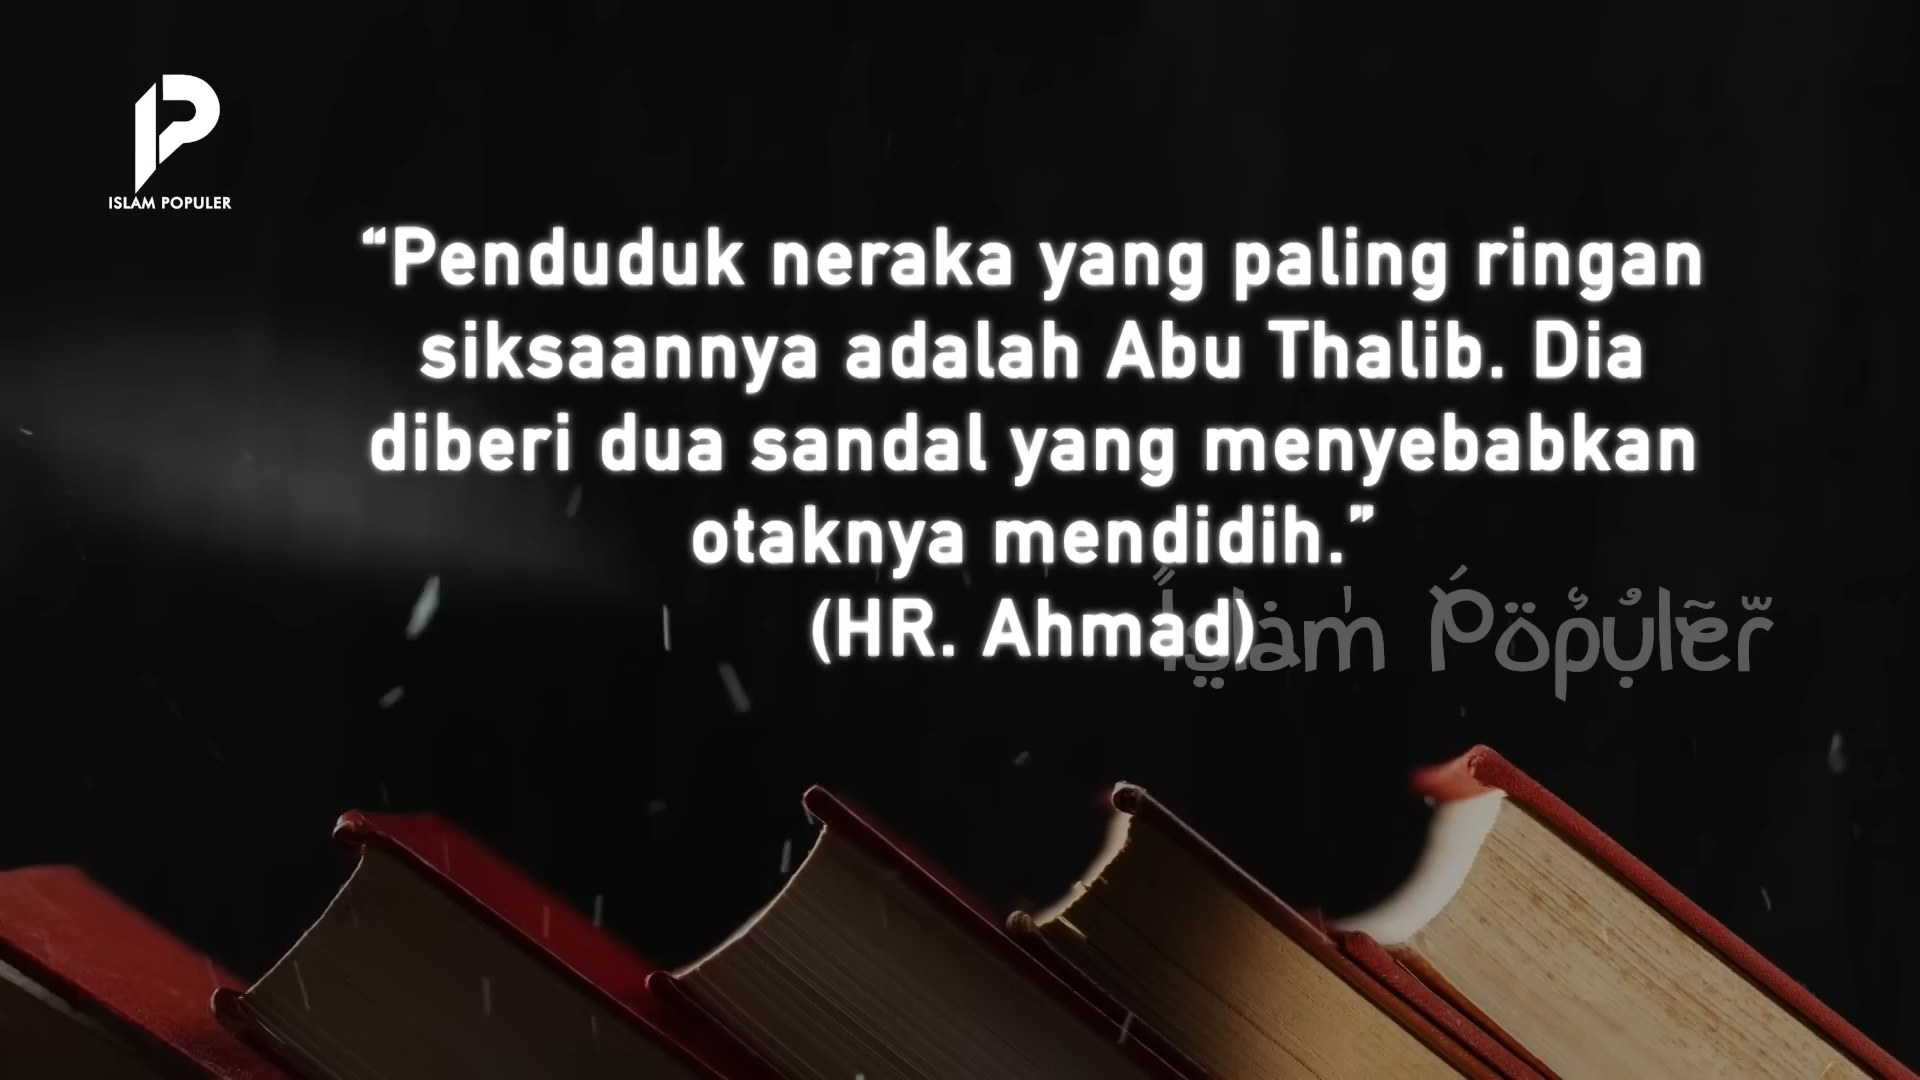 ISLAM POPULER
“Penduduk neraka yang paling ringan
siksaannya adalah Abu Thalib. Dia
diberi dua sandal yang menyebabkan
otaknya mendidih.”
(HR. Ahmad)
Islam Populer